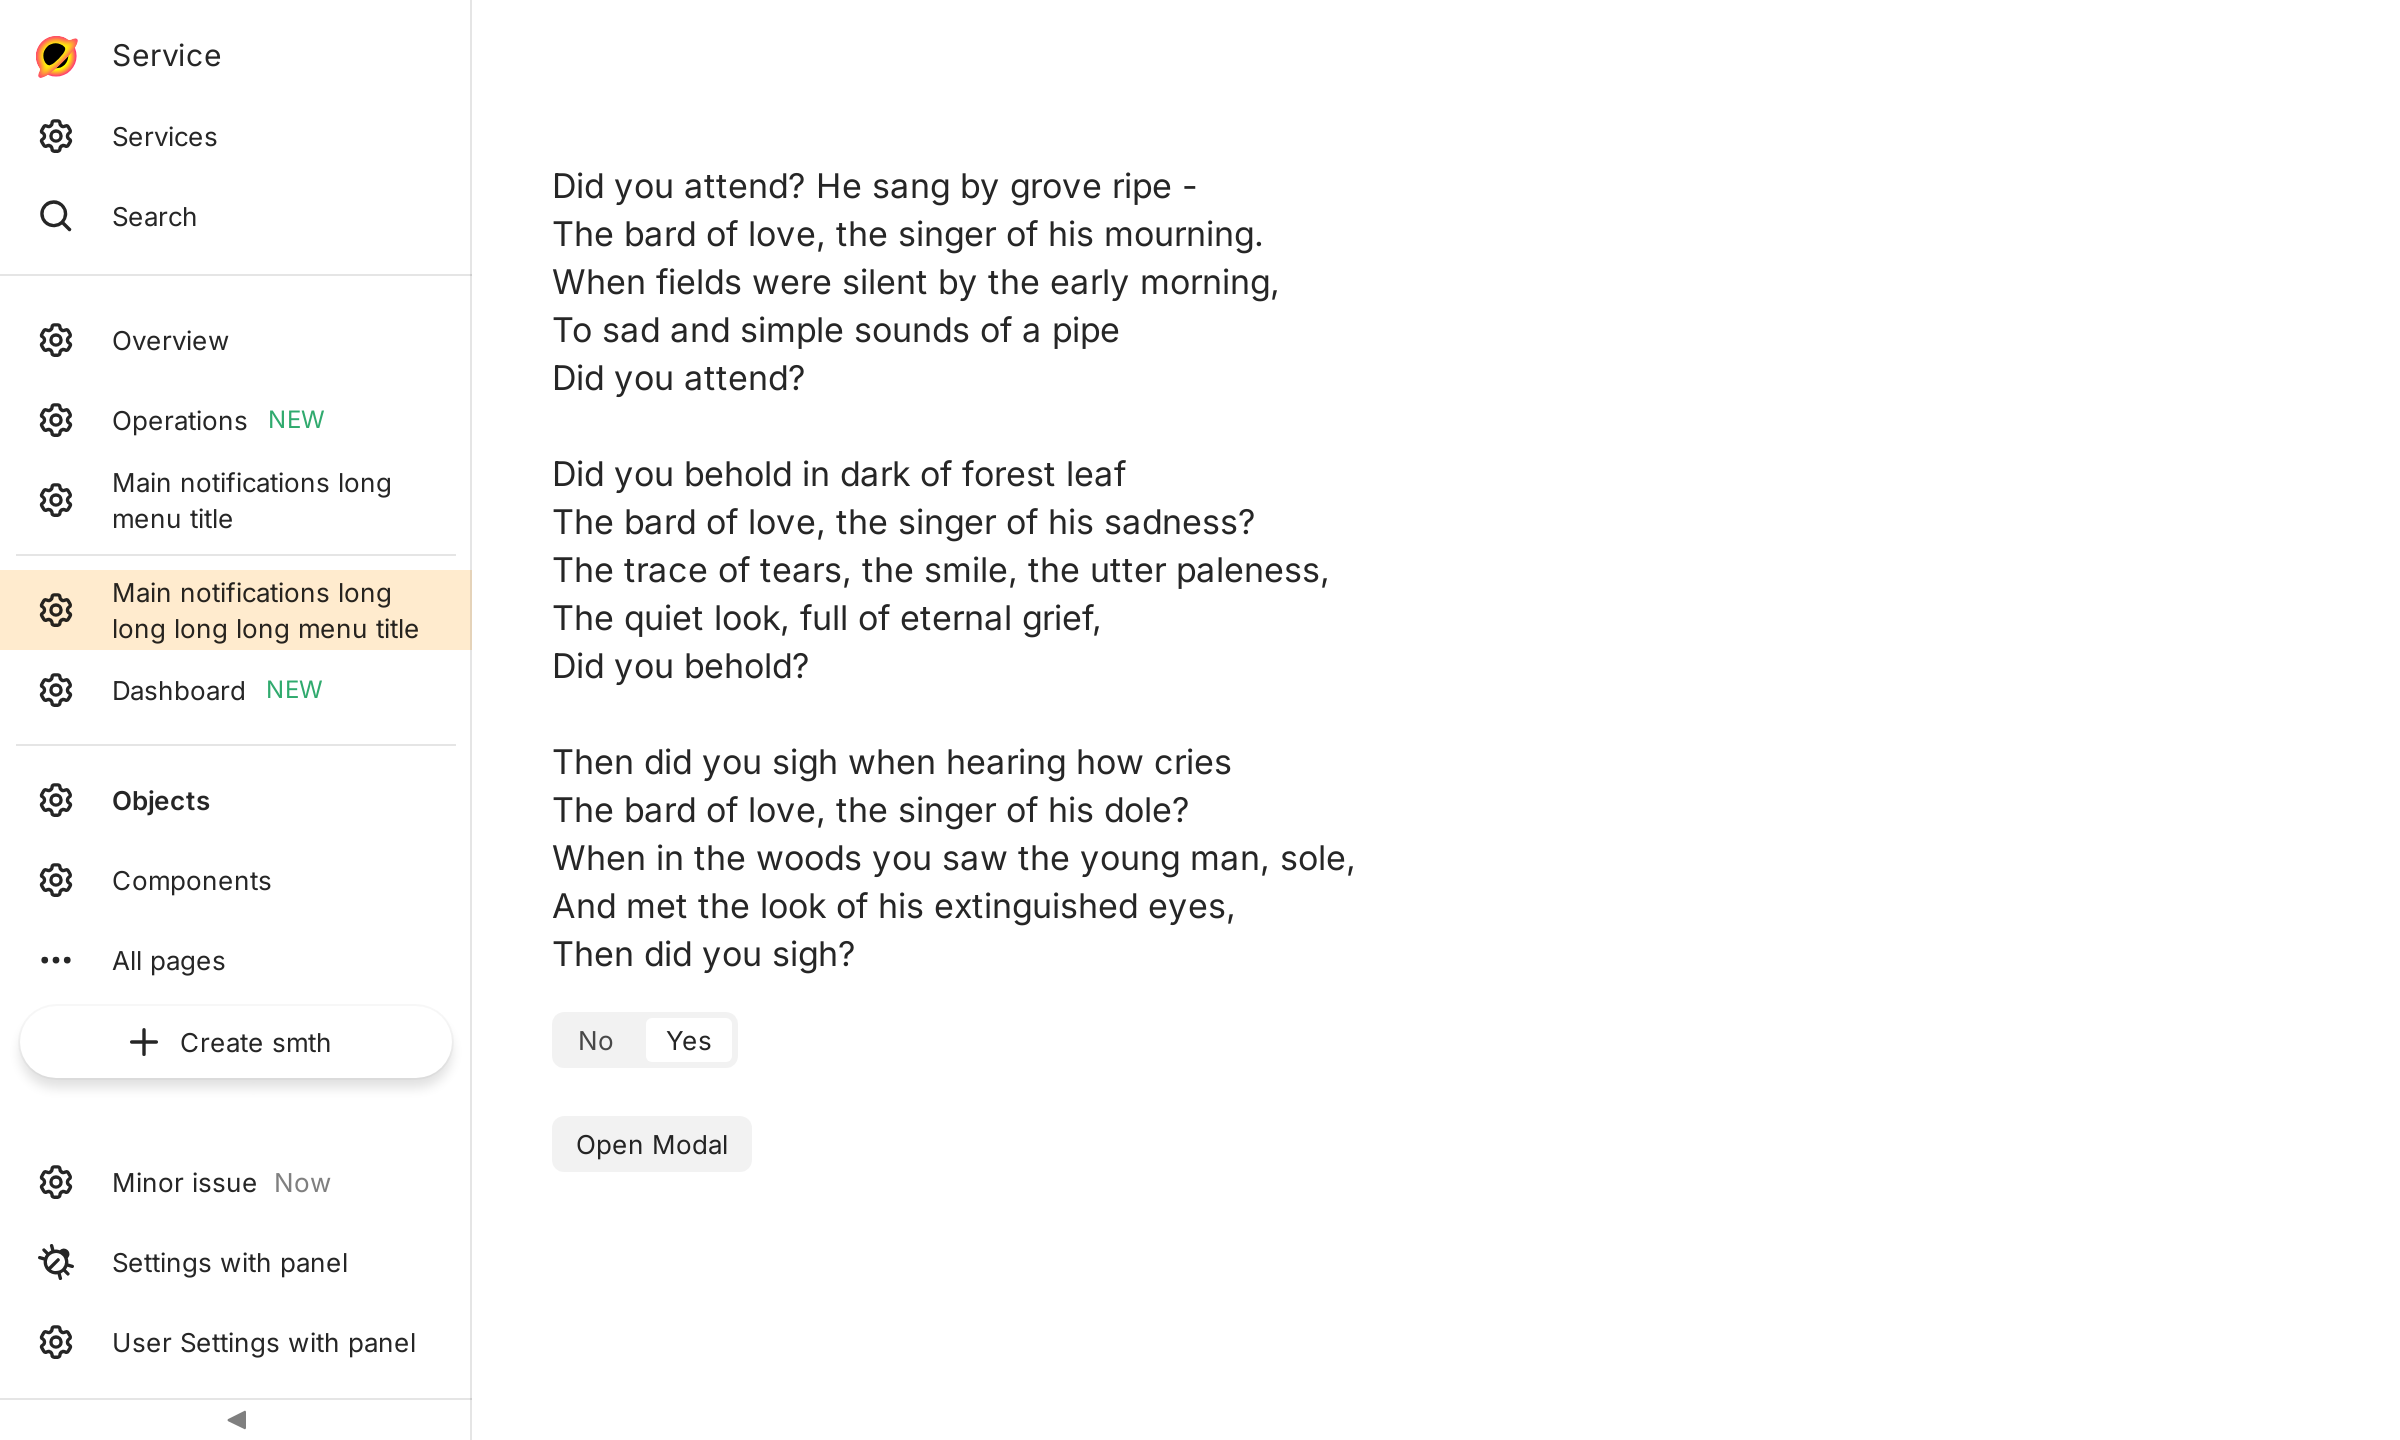 Service
Services
Search
Overview
Operations NEW
Main notifications long
menu title
Main notifications long
long long long menu title
Dashboard NEW
Objects
Components
All pages
Create smth
Minor issue Now
Settings with panel
User Settings with panel
Did you attend? He sang by grove ripe -
The bard of love, the singer of his mourning.
When fields were silent by the early morning,
To sad and simple sounds of a pipe
Did you attend?
Did you behold in dark of forest leaf
The bard of love, the singer of his sadness?
The trace of tears, the smile, the utter paleness,
The quiet look, full of eternal grief,
Did you behold?
Then did you sigh when hearing how cries
The bard of love, the singer of his dole?
When in the woods you saw the young man, sole,
And met the look of his extinguished eyes,
Then did you sigh?
No Yes
Open Modal